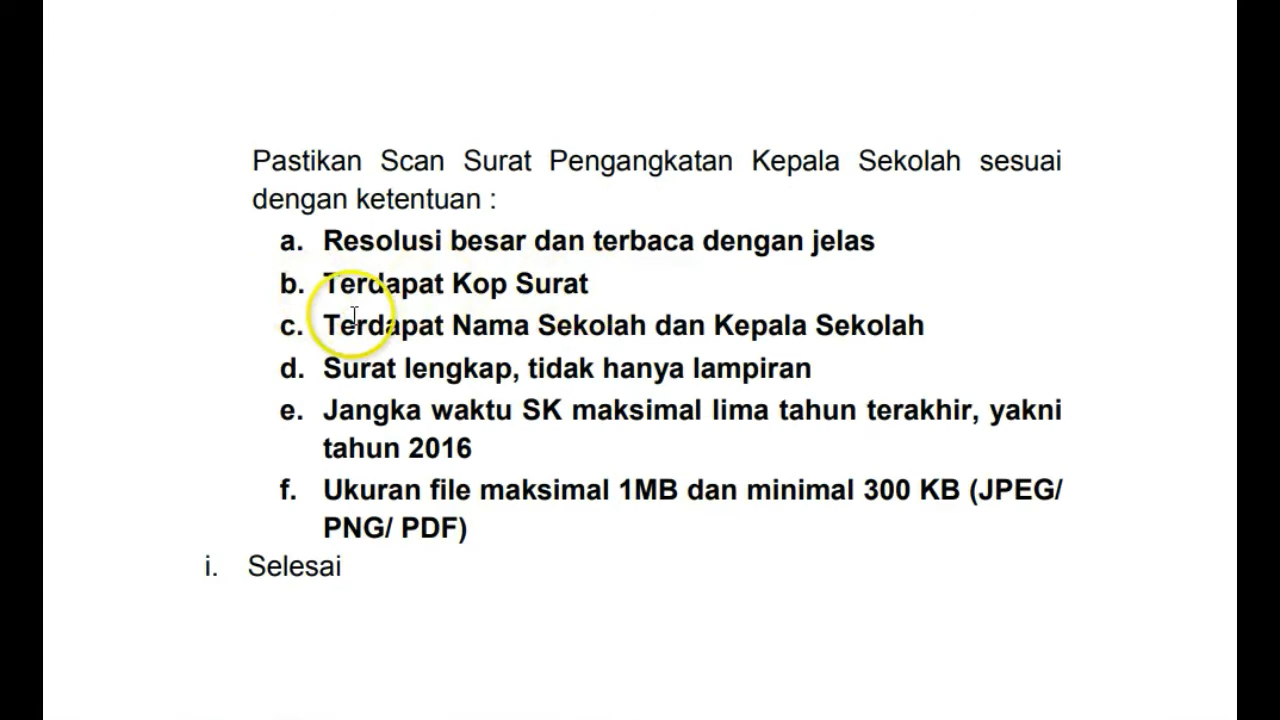 Pastikan Scan Surat Pengangkatan Kepala Sekolah sesuai
dengan ketentuan :
a. Resolusi besar dan terbaca dengan jelas
b. Terdapat Kop Surat
c. Terdapat Nama Sekolah dan Kepala Sekolah
d. Surat lengkap, tidak hanya lampiran
e. Jangka waktu SK maksimal lima tahun terakhir, yakni
tahun 2016
f. Ukuran file maksimal 1MB dan minimal 300 KB (JPEG/
PNG/ PDF)
i. Selesai